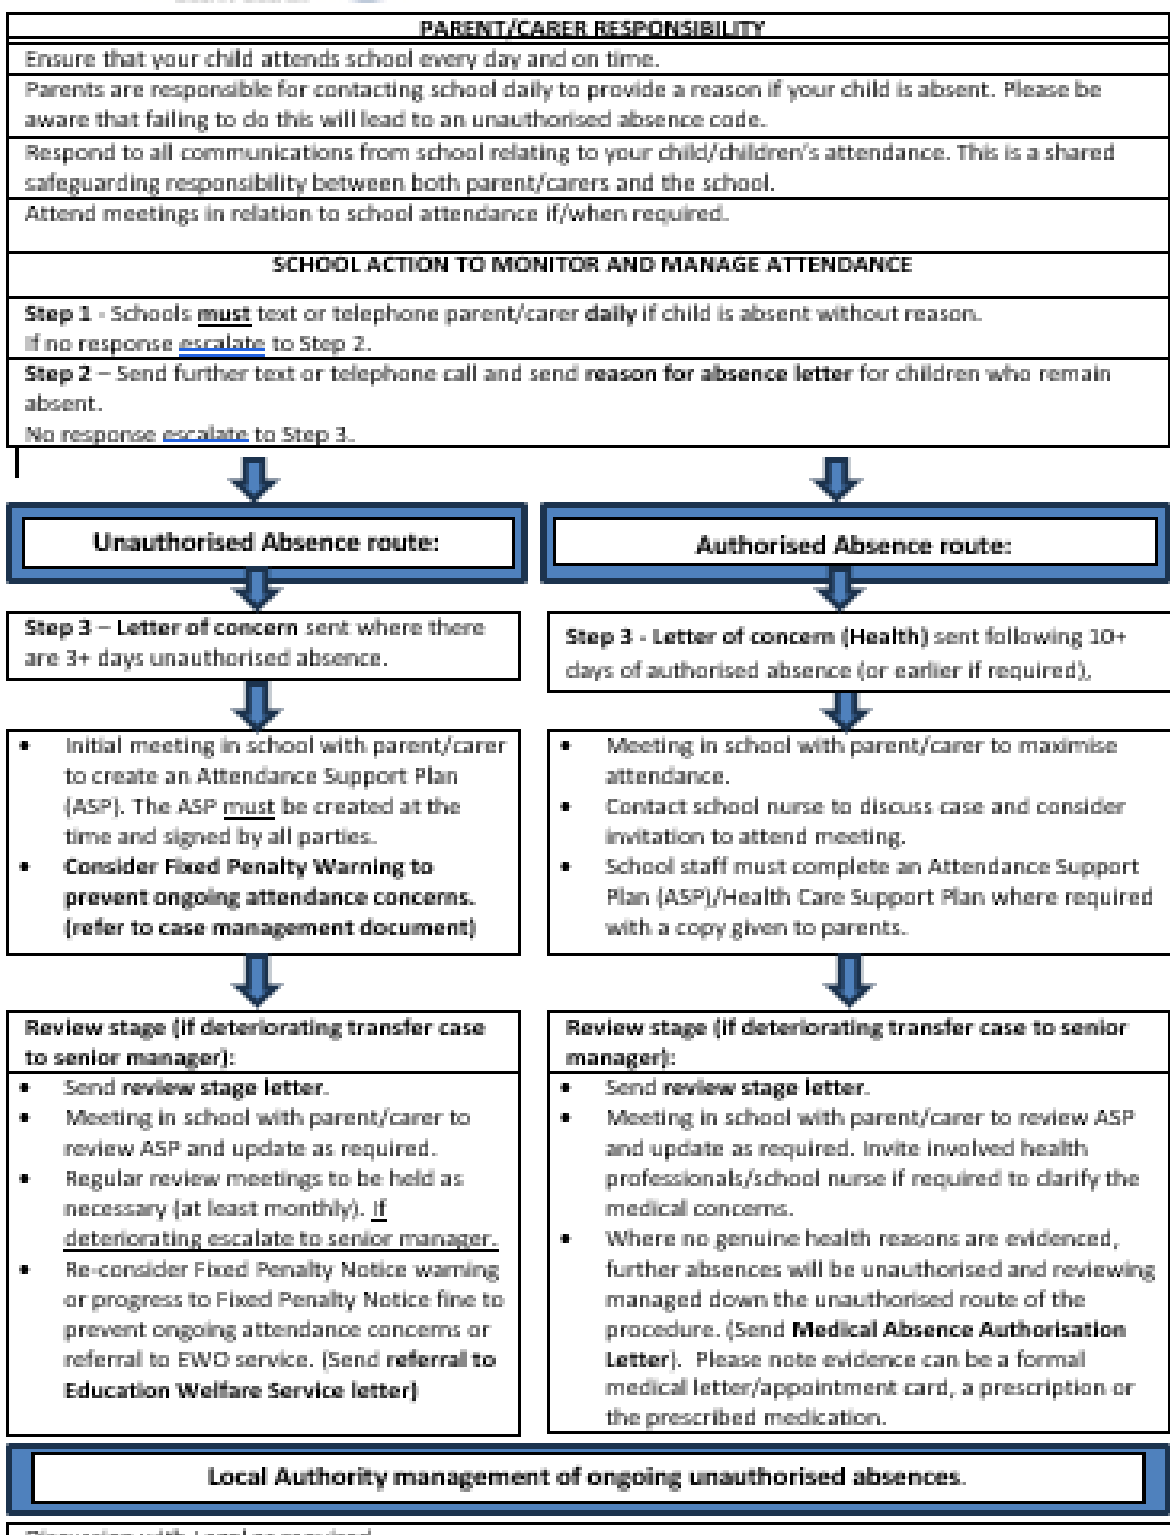 PARENT/CARER RESPONSIBILITY
Ensure that your child attends school every day and on time.
Parents are responsible for contacting school daily to provide a reason if your child is absent. Please be
aware that failing to do this will lead to an unauthorised absence code.
Respond to all communications from school relating to your child/children's attendance. This is a shared
safeguarding responsibility between both parent/carers and the school.
Attend meetings in relation to school attendance if/when required.
SCHOOL ACTION TO MONITOR AND MANAGE ATTENDANCE
Step 1 - Schools must text or telephone parent/carer daily if child is absent without reason.
If no response escalate to Step 2.
Step 2 – Send further text or telephone call and send reason for absence letter for children who remain
absent.
No response escalate to Step 3.
Unauthorised Absence route:
Step 3 – Letter of concern sent where there
are 3+ days unauthorised absence.
• Initial meeting in school with parent/carer
to create an Attendance Support Plan
(ASP). The ASP must be created at the
time and signed by all parties.
• Consider Fixed Penalty Warning to
prevent ongoing attendance concerns.
(refer to case management document)
Review stage (if deteriorating transfer case
to senior manager):
• Send review stage letter.
• Meeting in school with parent/carer to
review ASP and update as required.
• Regular review meetings to be held as
necessary (at least monthly). If
deteriorating escalate to senior manager.
• Re-consider Fixed Penalty Notice warning
or progress to Fixed Penalty Notice fine to
prevent ongoing attendance concerns or
referral to EWO service. (Send referral to
Education Welfare Service letter)
Authorised Absence route:
Step 3 - Letter of concern (Health) sent following 10+
days of authorised absence (or earlier if required),
• Meeting in school with parent/carer to maximise
attendance.
• Contact school nurse to discuss case and consider
invitation to attend meeting.
• School staff must complete an Attendance Support
Plan (ASP)/Health Care Support Plan where required
with a copy given to parents.
Review stage (if deteriorating transfer case to senior
manager):
• Send review stage letter.
• Meeting in school with parent/carer to review ASP
and update as required. Invite involved health
professionals/school nurse if required to clarify the
medical concerns.
• Where no genuine health reasons are evidenced,
further absences will be unauthorised and reviewing
managed down the unauthorised route of the
procedure. (Send Medical Absence Authorisation
Letter). Please note evidence can be a formal
medical letter/appointment card, a prescription or
the prescribed medication.
Local Authority management of ongoing unauthorised absences.